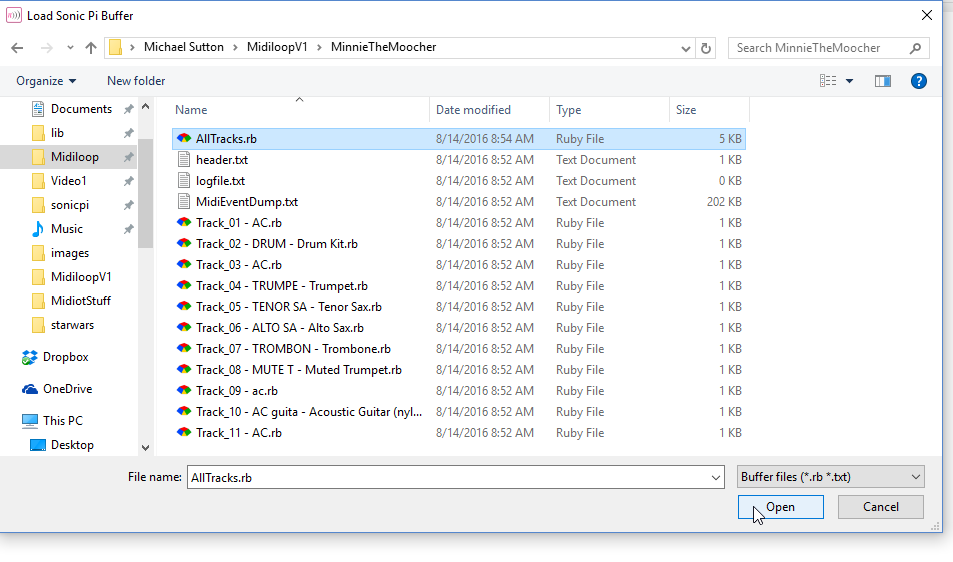 Load Sonic Pi Buffer
Michael Sutton > MidiloopV1 > MinnieTheMoocher
Search MinnieTheMoocher
Organize
New folder
Documents
lib
Midiloop
Video1
sonicpi
Music
images
MidiloopV1
MidiotStuff
starwars
Dropbox
OneDrive
This PC
Desktop
Name Date modified Type Size
AllTracks.rb 8/14/2016 8:54 AM Ruby File 5 KB
header.txt 8/14/2016 8:52 AM Text Document 1 KB
logfile.txt 8/14/2016 8:52 AM Text Document 0 KB
MidiEventDump.txt 8/14/2016 8:52 AM Text Document 202 KB
Track_01 - AC.rb 8/14/2016 8:52 AM Ruby File 1 KB
Track_02 - DRUM - Drum Kit.rb 8/14/2016 8:52 AM Ruby File 1 KB
Track_03 - AC.rb 8/14/2016 8:52 AM Ruby File 1 KB
Track_04 - TRUMPE - Trumpet.rb 8/14/2016 8:52 AM Ruby File 1 KB
Track_05 - TENOR SA - Tenor Sax.rb 8/14/2016 8:52 AM Ruby File 1 KB
Track_06 - ALTO SA - Alto Sax.rb 8/14/2016 8:52 AM Ruby File 1 KB
Track_07 - TROMBON - Trombone.rb 8/14/2016 8:52 AM Ruby File 1 KB
Track_08 - MUTE T - Muted Trumpet.rb 8/14/2016 8:52 AM Ruby File 1 KB
Track_09 - ac.rb 8/14/2016 8:52 AM Ruby File 1 KB
Track_10 - AC guita - Acoustic Guitar (nyl... 8/14/2016 8:52 AM Ruby File 1 KB
Track_11 - AC.rb 8/14/2016 8:52 AM Ruby File 1 KB
File name: AllTracks.rb
Buffer files (*.rb *.txt)
Open
Cancel